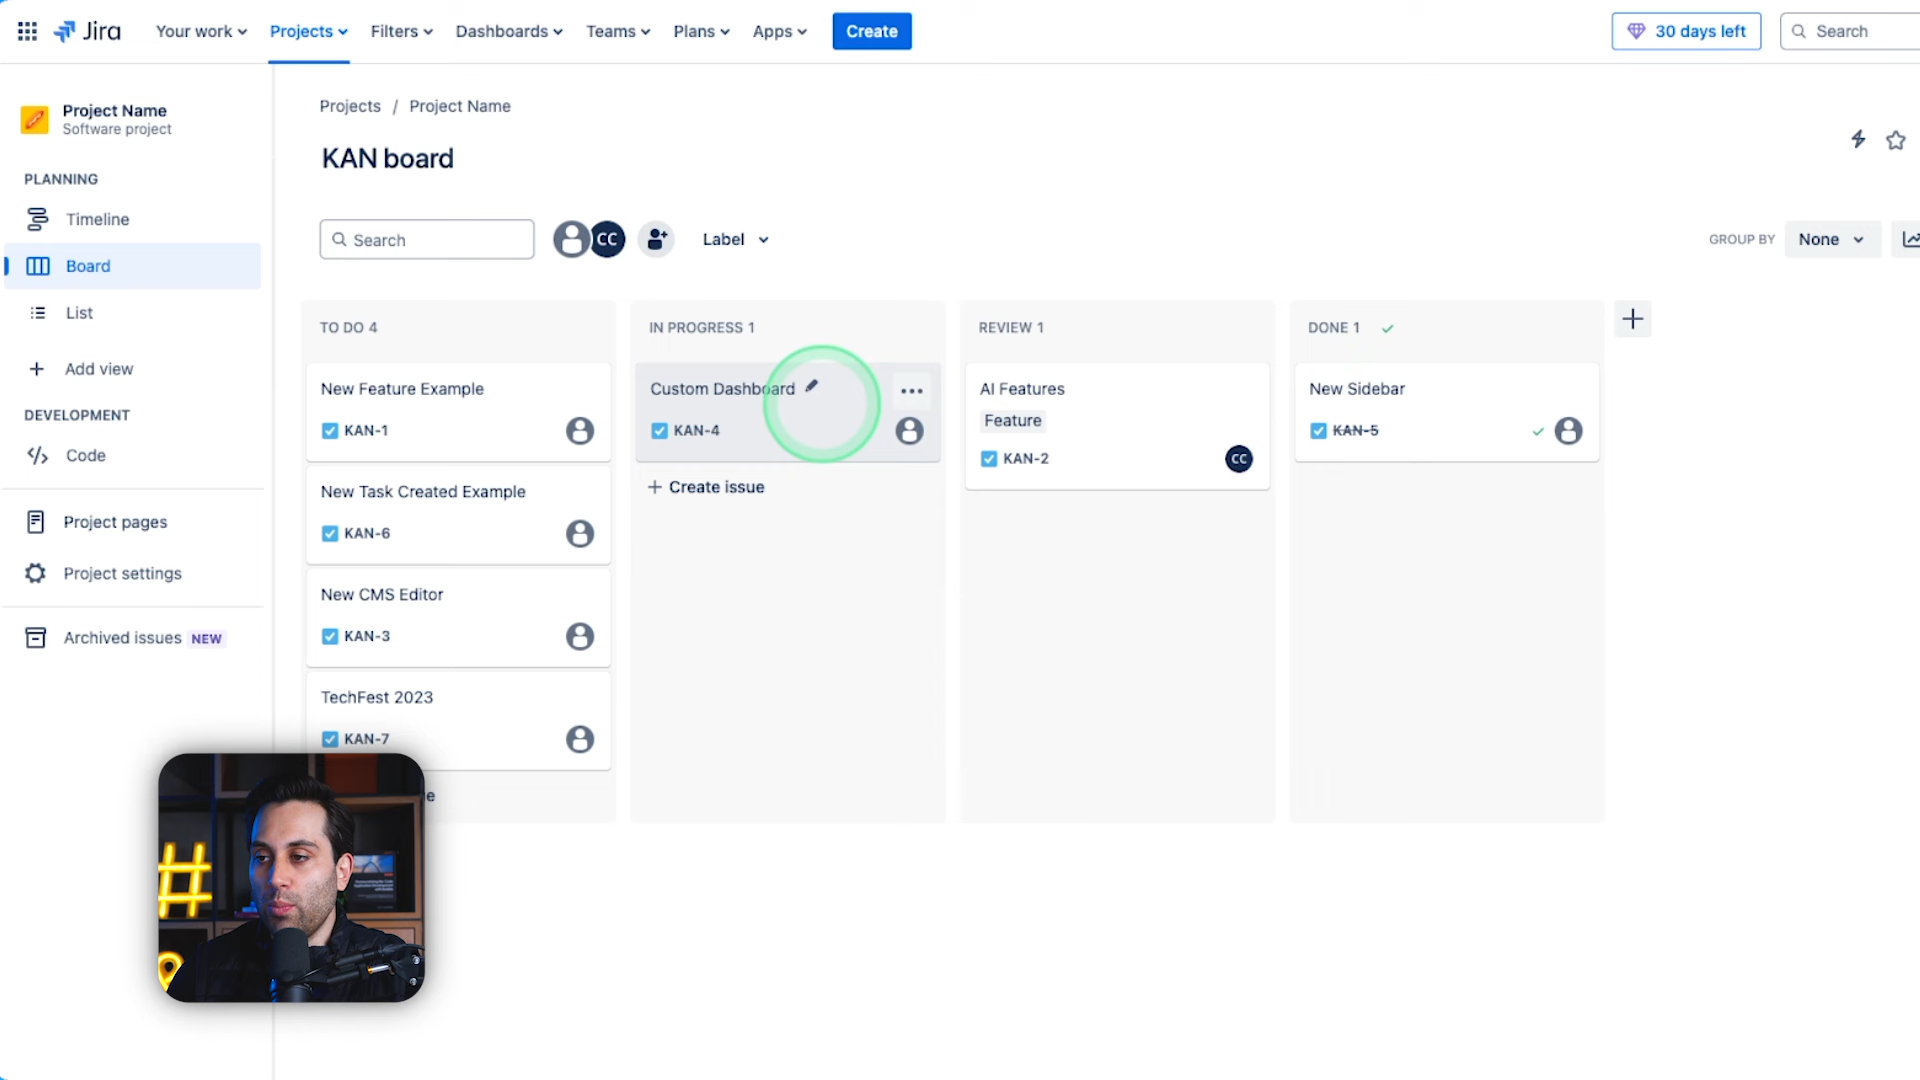 Jira
Your work
Projects
Filters
Dashboards
Teams
Plans
Apps
Create
30 days left
Search
Project Name
Software project
PLANNING
Timeline
Board
List
Add view
DEVELOPMENT
Code
Project pages
Project settings
Archived issues NEW
Projects / Project Name
KAN board
Search
CC
Label
GROUP BY
None
TO DO 4
New Feature Example
KAN-1
New Task Created Example
KAN-6
New CMS Editor
KAN-3
TechFest 2023
KAN-7
e
IN PROGRESS 1
Custom Dashboard
KAN-4
+ Create issue
REVIEW 1
AI Features
Feature
KAN-2
CC
DONE 1
New Sidebar
KAN-5
#